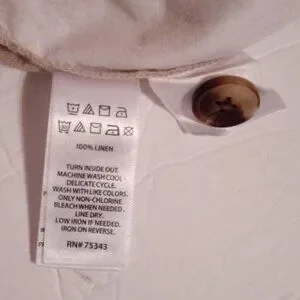 100% LINEN
TURN INSIDE OUT.
MACHINE WASH COOL -
DELICATE CYCLE.
WASH WITH LIKE COLORS.
ONLY NON-CHLORINE
BLEACH WHEN NEEDED.
LINE DRY.
LOW IRON IF NEEDED.
IRON ON REVERSE.
RN# 75343